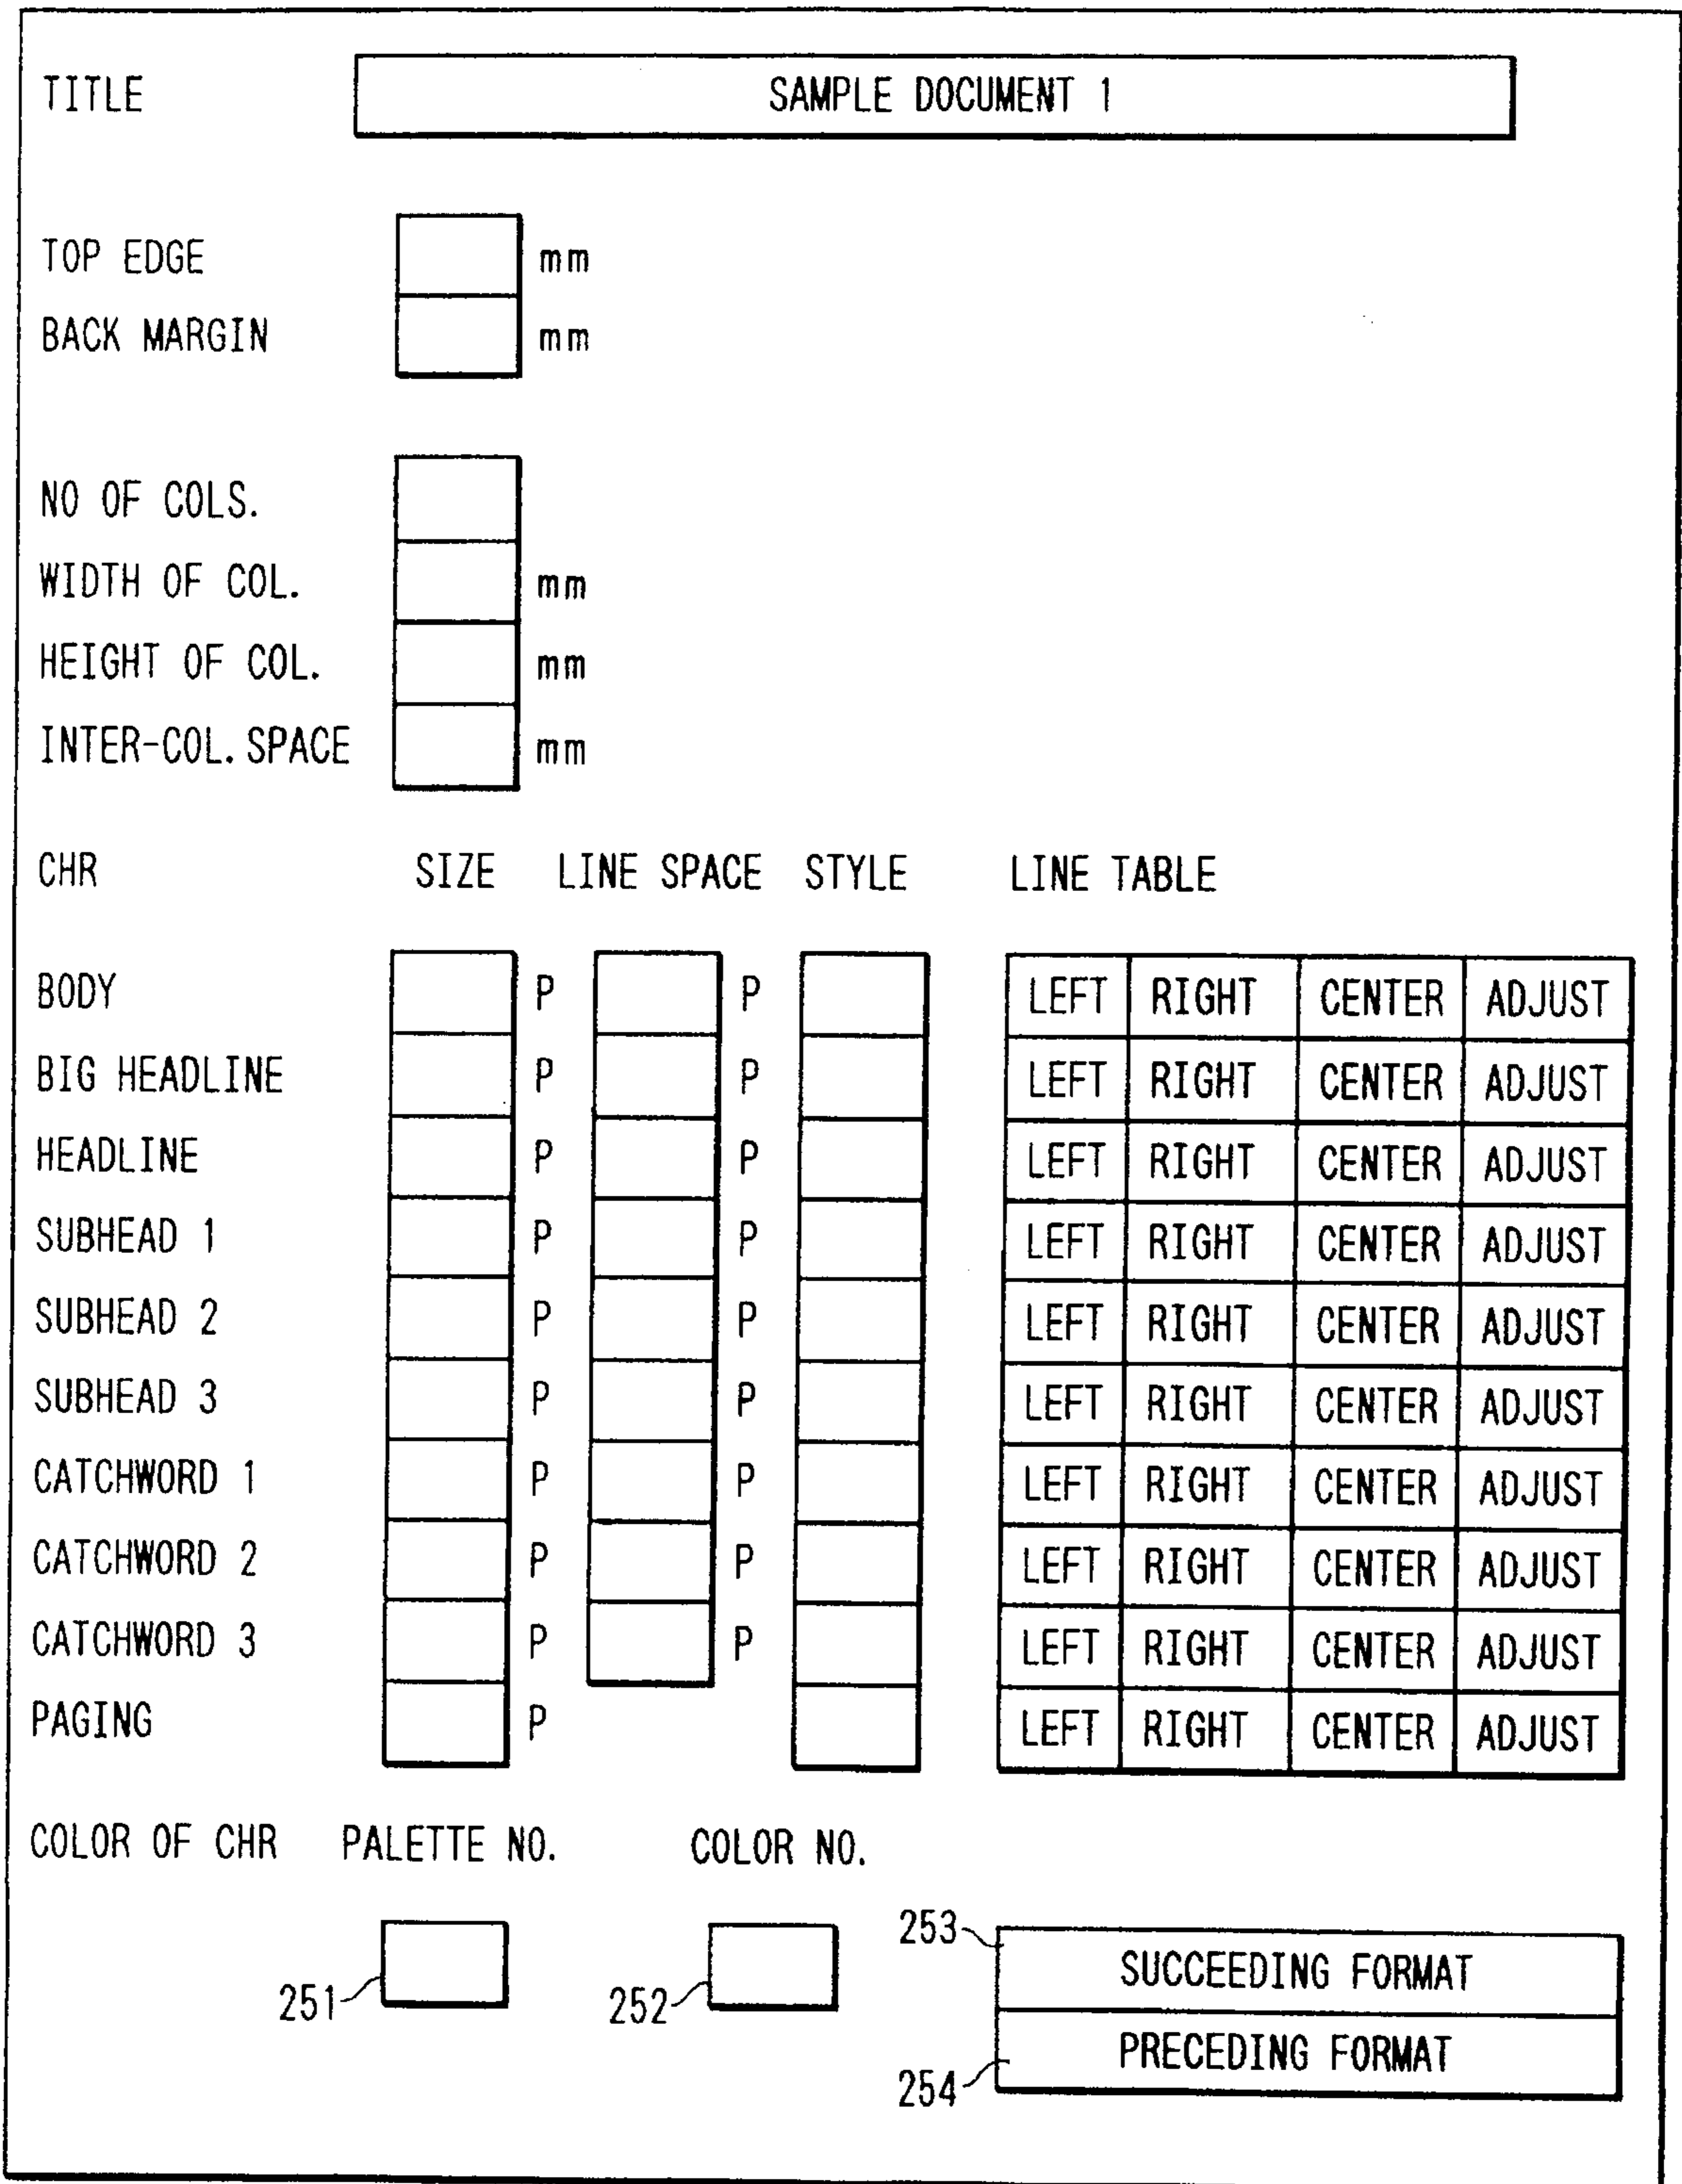 TITLE SAMPLE DOCUMENT 1
TOP EDGE mm
BACK MARGIN mm
NO OF COLS.
WIDTH OF COL. mm
HEIGHT OF COL. mm
INTER-COL. SPACE mm
CHR SIZE LINE SPACE STYLE LINE TABLE
BODY P P LEFT RIGHT CENTER ADJUST
BIG HEADLINE P P LEFT RIGHT CENTER ADJUST
HEADLINE P P LEFT RIGHT CENTER ADJUST
SUBHEAD 1 P P LEFT RIGHT CENTER ADJUST
SUBHEAD 2 P P LEFT RIGHT CENTER ADJUST
SUBHEAD 3 P P LEFT RIGHT CENTER ADJUST
CATCHWORD 1 P P LEFT RIGHT CENTER ADJUST
CATCHWORD 2 P P LEFT RIGHT CENTER ADJUST
CATCHWORD 3 P P LEFT RIGHT CENTER ADJUST
PAGING P LEFT RIGHT CENTER ADJUST
COLOR OF CHR PALETTE NO. COLOR NO.
251 252 253 SUCCEEDING FORMAT
254 PRECEDING FORMAT